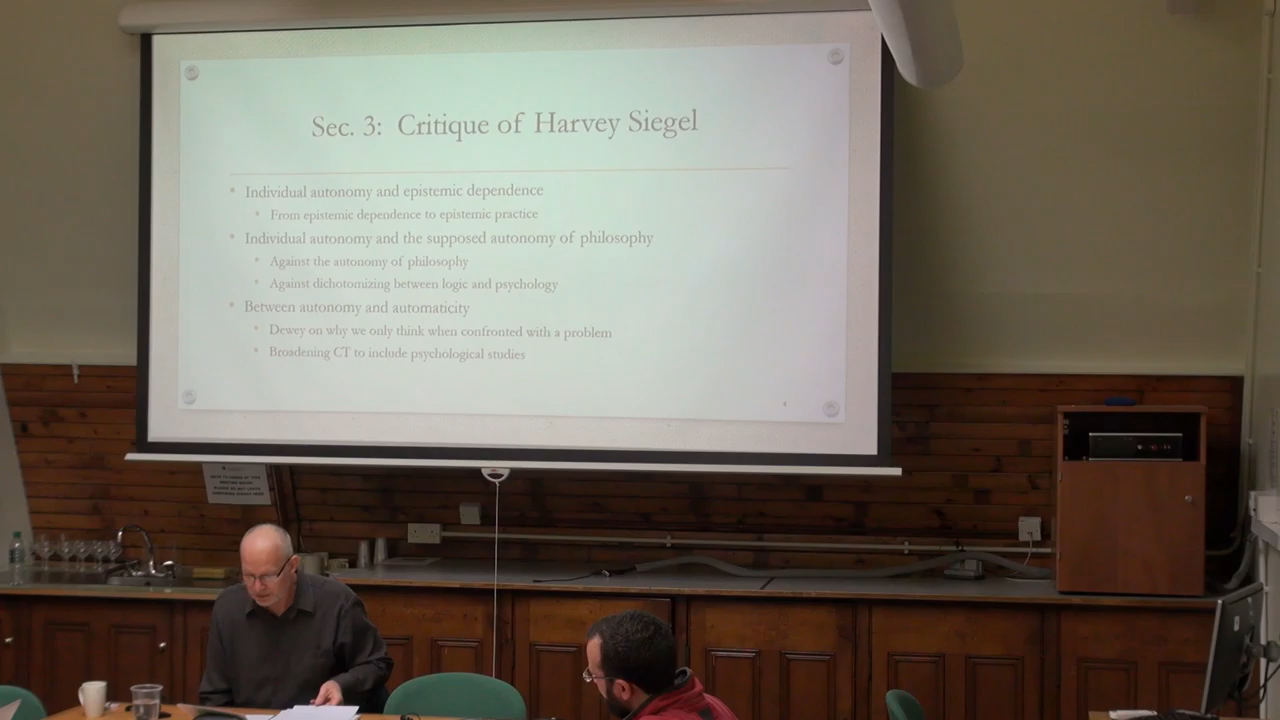 Sec. 3: Critique of Harvey Siegel
• Individual autonomy and epistemic dependence
• From epistemic dependence to epistemic practice
• Individual autonomy and the supposed autonomy of philosophy
• Against the autonomy of philosophy
• Against dichotomizing between logic and psychology
• Between autonomy and automaticity
• Dewey on why we only think when confronted with a problem
• Broadening CT to include psychological studies
4